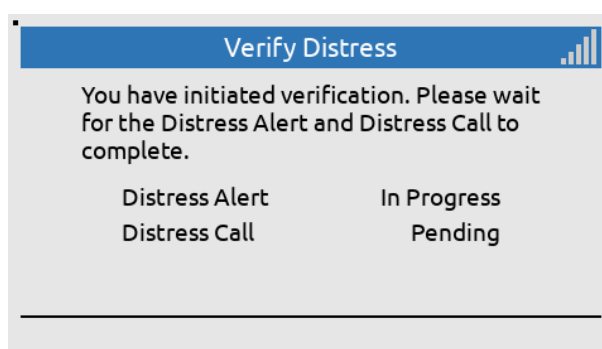 Verify Distress
You have initiated verification. Please wait
for the Distress Alert and Distress Call to
complete.
Distress Alert In Progress
Distress Call Pending